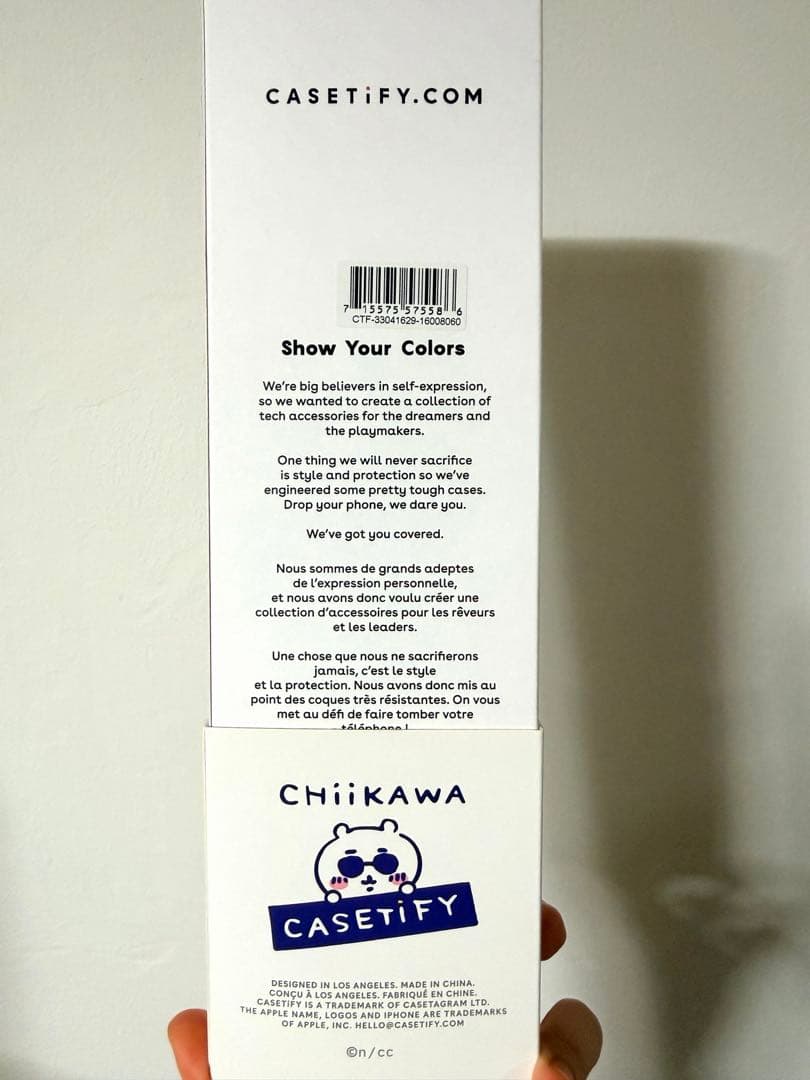 CASETiFY.COM
7 15575 57558 6
CTF-33041629-16008060
Show Your Colors
We're big believers in self-expression,
so we wanted to create a collection of
tech accessories for the dreamers and
the playmakers.
One thing we will never sacrifice
is style and protection so we've
engineered some pretty tough cases.
Drop your phone, we dare you.
We've got you covered.
Nous sommes de grands adeptes
de l'expression personnelle,
et nous avons donc voulu créer une
collection d'accessoires pour les rêveurs
et les leaders.
Une chose que nous ne sacrifierons
jamais, c'est le style
et la protection. Nous avons donc mis au
point des coques très résistantes. On vous
met au défi de faire tomber votre
téléphone !
CHiiKAWA
CASETiFY
DESIGNED IN LOS ANGELES. MADE IN CHINA.
CONÇU À LOS ANGELES. FABRIQUÉ EN CHINE.
CASETIFY IS A TRADEMARK OF CASETAGRAM LTD.
THE APPLE NAME, LOGOS AND IPHONE ARE TRADEMARKS
OF APPLE, INC. HELLO@CASETIFY.COM
©n/cc